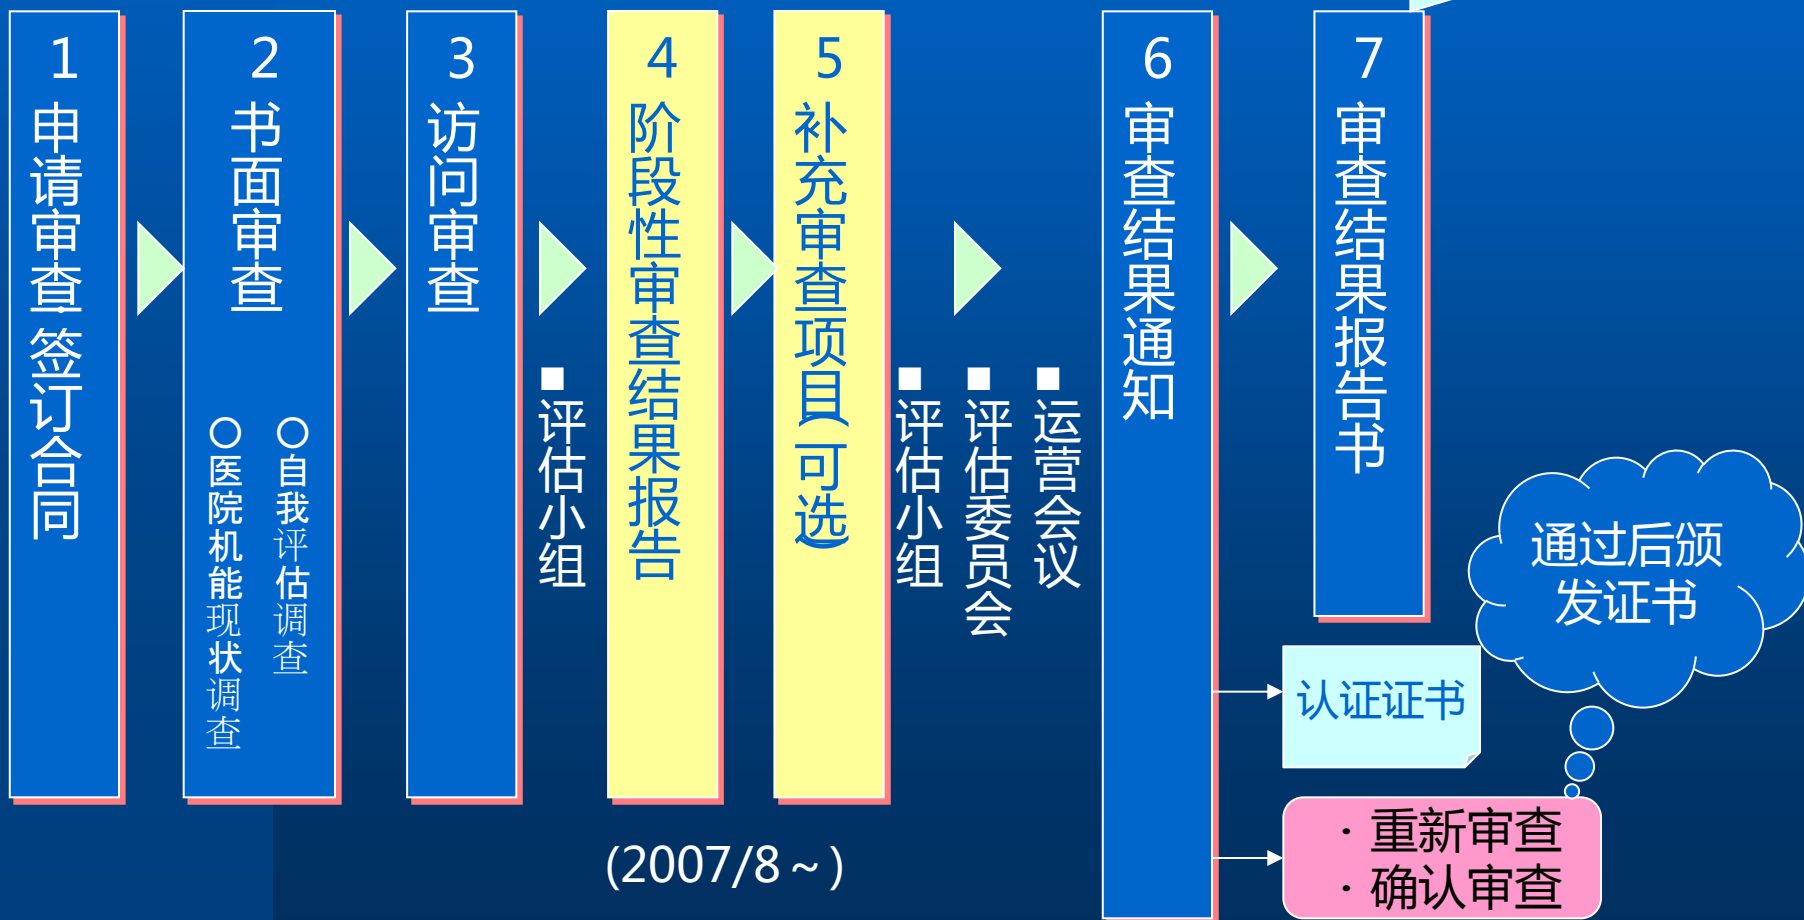 1
申请审查·签订合同
2
书面审查
○自我评估调查
○医院机能现状调查
3
访问审查
■评估小组
4
阶段性审查结果报告
5
补充审查项目(可选)
(2007/8～)
■评估小组
■评估委员会
■运营会议
6
审查结果通知
7
审查结果报告书
认证证书
·重新审查
·确认审查
通过后颁
发证书